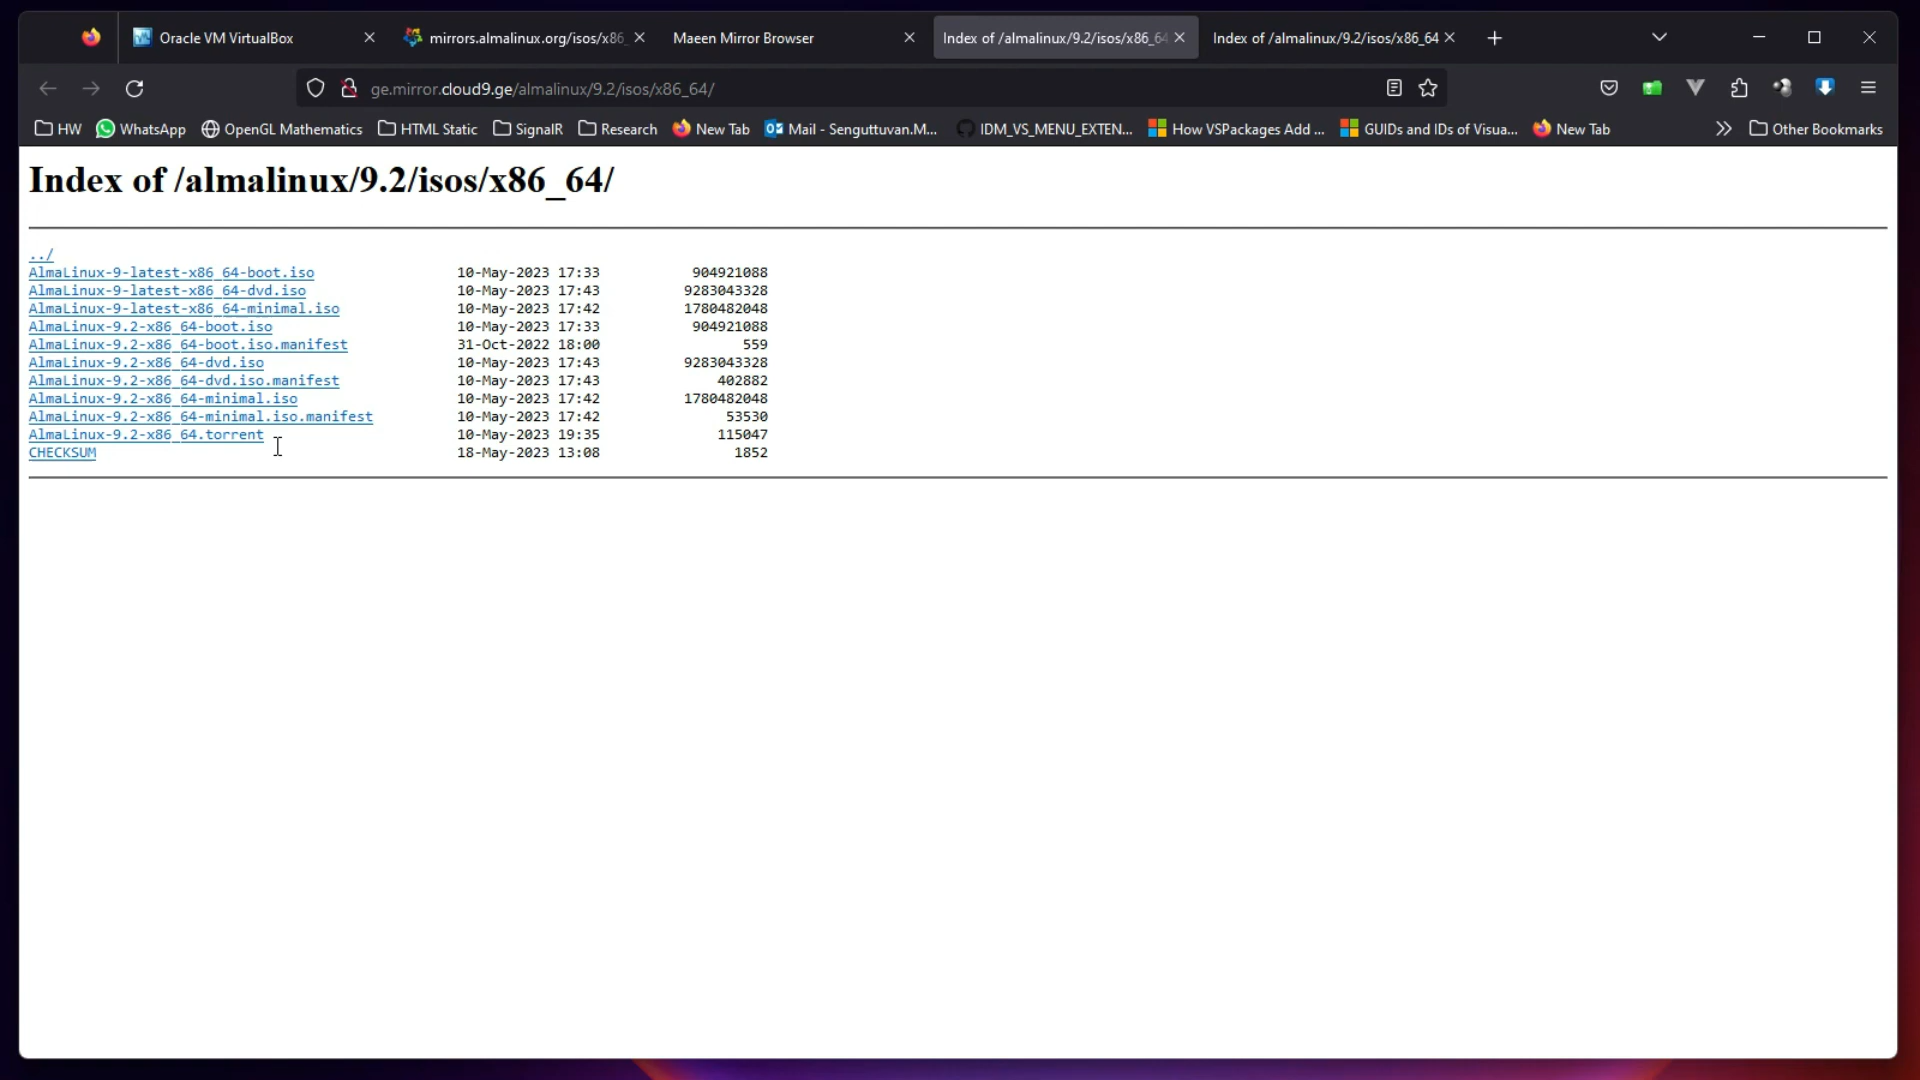 Oracle VM VirtualBox
mirrors.almalinux.org/isos/x86_
Maeen Mirror Browser
Index of /almalinux/9.2/isos/x86_64
Index of /almalinux/9.2/isos/x86_64
ge.mirror.cloud9.ge/almalinux/9.2/isos/x86_64/
HW
WhatsApp
OpenGL Mathematics
HTML Static
SignalR
Research
New Tab
Mail - Senguttuvan.M...
IDM_VS_MENU_EXTEN...
How VSPackages Add ...
GUIDs and IDs of Visua...
New Tab
Other Bookmarks
Index of /almalinux/9.2/isos/x86_64/
../
AlmaLinux-9-latest-x86_64-boot.iso 10-May-2023 17:33 904921088
AlmaLinux-9-latest-x86_64-dvd.iso 10-May-2023 17:43 9283043328
AlmaLinux-9-latest-x86_64-minimal.iso 10-May-2023 17:42 1780482048
AlmaLinux-9.2-x86_64-boot.iso 10-May-2023 17:33 904921088
AlmaLinux-9.2-x86_64-boot.iso.manifest 31-Oct-2022 18:00 559
AlmaLinux-9.2-x86_64-dvd.iso 10-May-2023 17:43 9283043328
AlmaLinux-9.2-x86_64-dvd.iso.manifest 10-May-2023 17:43 402882
AlmaLinux-9.2-x86_64-minimal.iso 10-May-2023 17:42 1780482048
AlmaLinux-9.2-x86_64-minimal.iso.manifest 10-May-2023 17:42 53530
AlmaLinux-9.2-x86_64.torrent 10-May-2023 19:35 115047
CHECKSUM 18-May-2023 13:08 1852